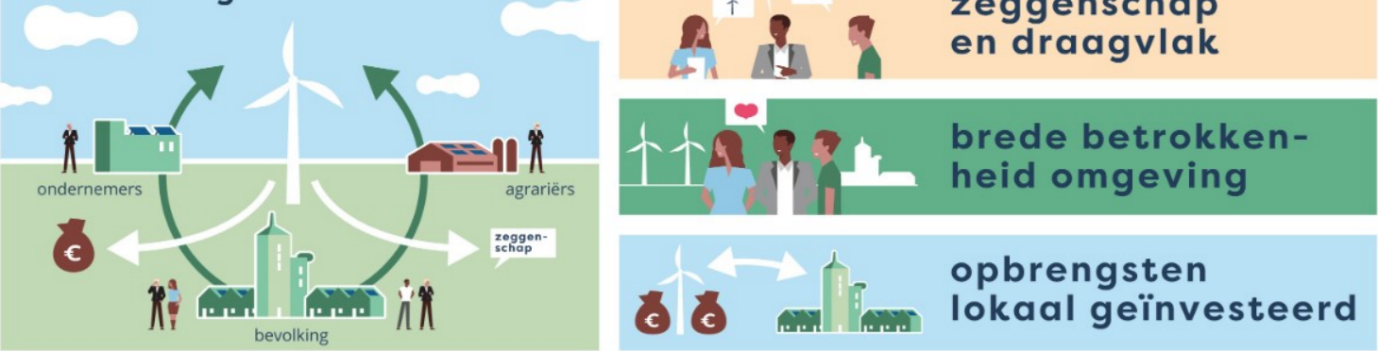 ondernemers
agrariërs
€
zeggen-
schap
bevolking
zeggenschap
en draagvlak
brede betrokken-
heid omgeving
€ €
opbrengsten
lokaal geïnvesteerd